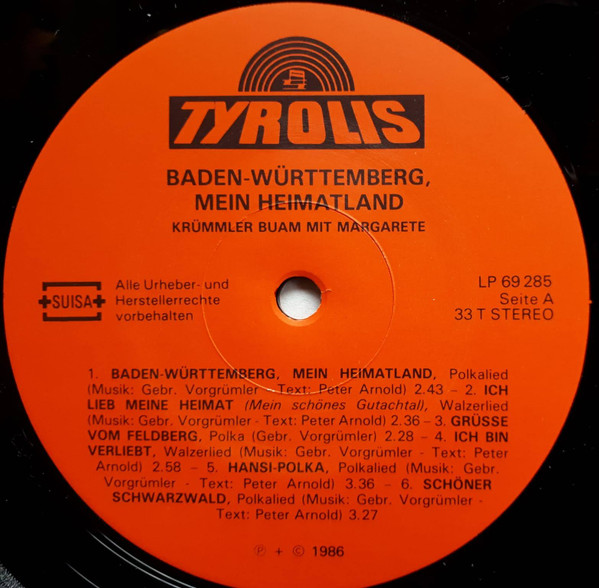 TYROLIS
BADEN-WÜRTTEMBERG,
MEIN HEIMATLAND
KRÜMMLER BUAM MIT MARGARETE
SUISA
Alle Urheber- und
Herstellerrechte
vorbehalten
LP 69 285
Seite A
33 T STEREO
1. BADEN-WÜRTTEMBERG, MEIN HEIMATLAND, Polkalied
(Musik: Gebr. Vorgrümler - Text: Peter Arnold) 2.43 – 2. ICH
LIEB MEINE HEIMAT (Mein schönes Gutachtal), Walzerlied
(Musik: Gebr. Vorgrümler - Text: Peter Arnold) 2.36 – 3. GRÜSSE
VOM FELDBERG, Polka (Gebr. Vorgrümler) 2.28 – 4. ICH BIN
VERLIEBT, Walzerlied (Musik: Gebr. Vorgrümler - Text: Peter
Arnold) 2.58 – 5. HANSI-POLKA, Polkalied (Musik: Gebr.
Vorgrümler - Text: Peter Arnold) 3.36 – 6. SCHÖNER
SCHWARZWALD, Polkalied (Musik: Gebr. Vorgrümler -
Text: Peter Arnold) 3.27
℗ + © 1986